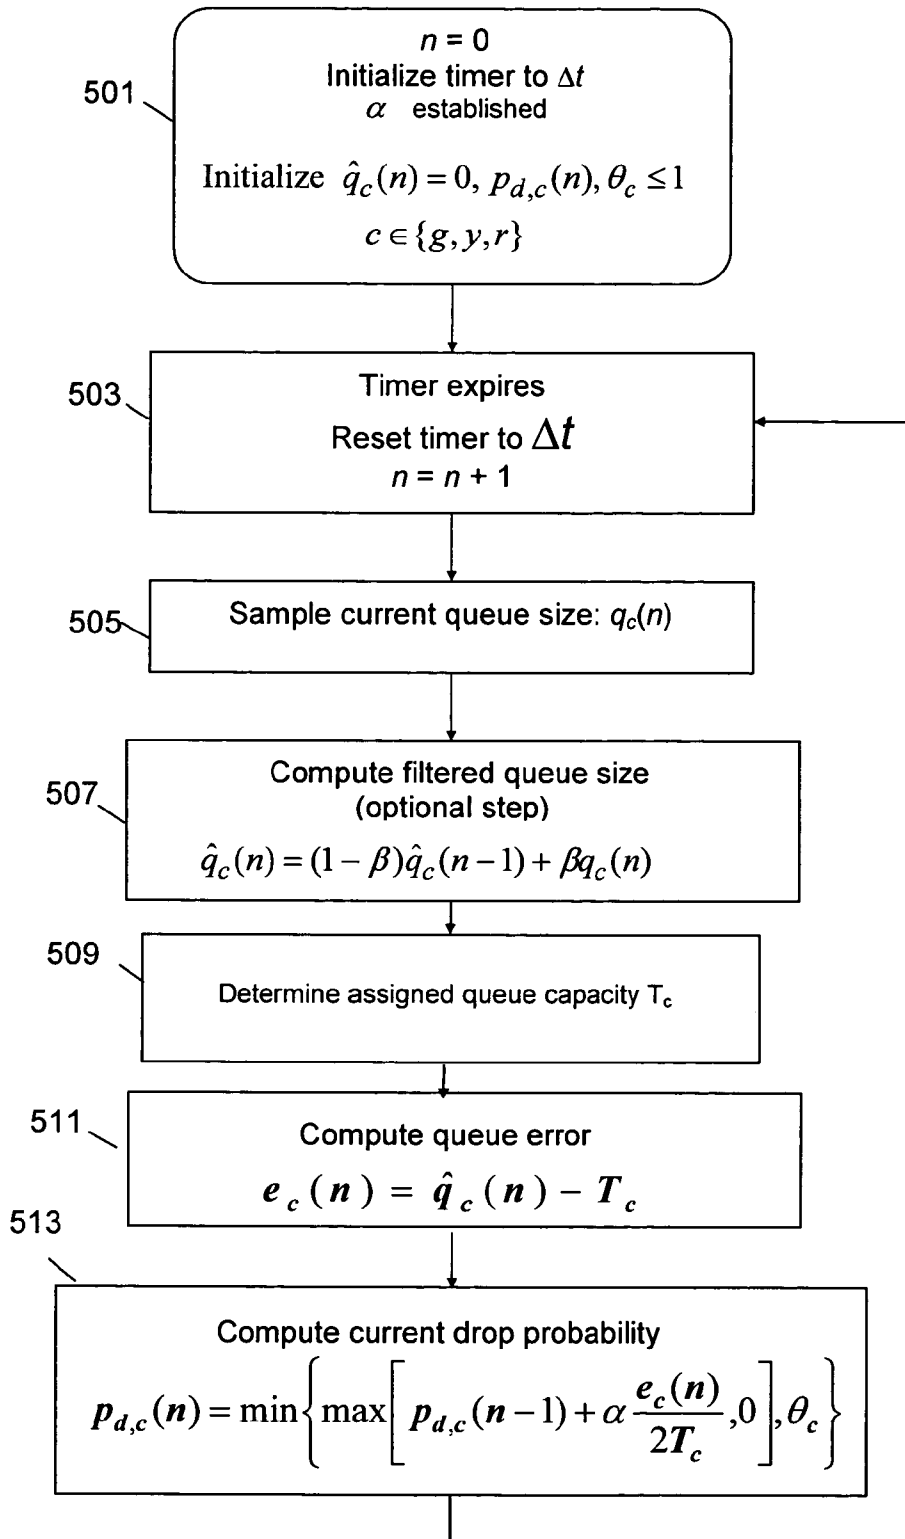 501
n = 0
Initialize timer to Δt
α established
Initialize q̂_c(n) = 0, p_{d,c}(n), θ_c ≤ 1
c ∈ {g, y, r}
503
Timer expires
Reset timer to Δt
n = n + 1
505
Sample current queue size: q_c(n)
507
Compute filtered queue size
(optional step)
q̂_c(n) = (1 − β)q̂_c(n − 1) + βq_c(n)
509
Determine assigned queue capacity T_c
511
Compute queue error
e_c(n) = q̂_c(n) − T_c
513
Compute current drop probability
p_{d,c}(n) = min{max[p_{d,c}(n − 1) + α e_c(n)/2T_c, 0], θ_c}